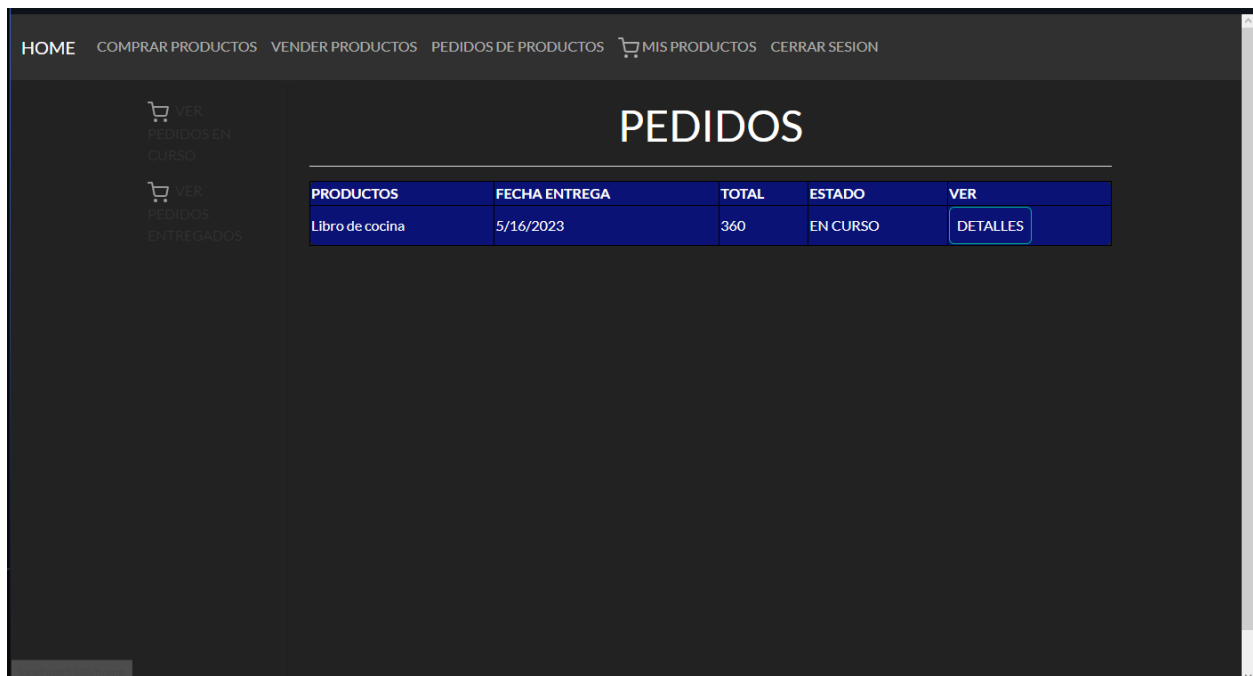 HOME COMPRAR PRODUCTOS VENDER PRODUCTOS PEDIDOS DE PRODUCTOS MIS PRODUCTOS CERRAR SESION
VER
PEDIDOS EN
CURSO
VER
PEDIDOS
ENTREGADOS
PEDIDOS
PRODUCTOS FECHA ENTREGA TOTAL ESTADO VER
Libro de cocina 5/16/2023 360 EN CURSO DETALLES